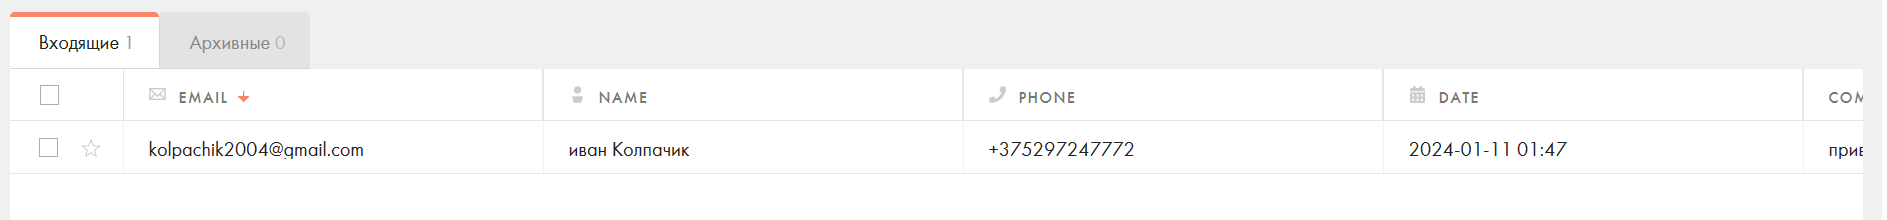 Входящие 1 Архивные 0
EMAIL NAME PHONE DATE
kolpachik2004@gmail.com иван Колпачик +375297247772 2024-01-11 01:47